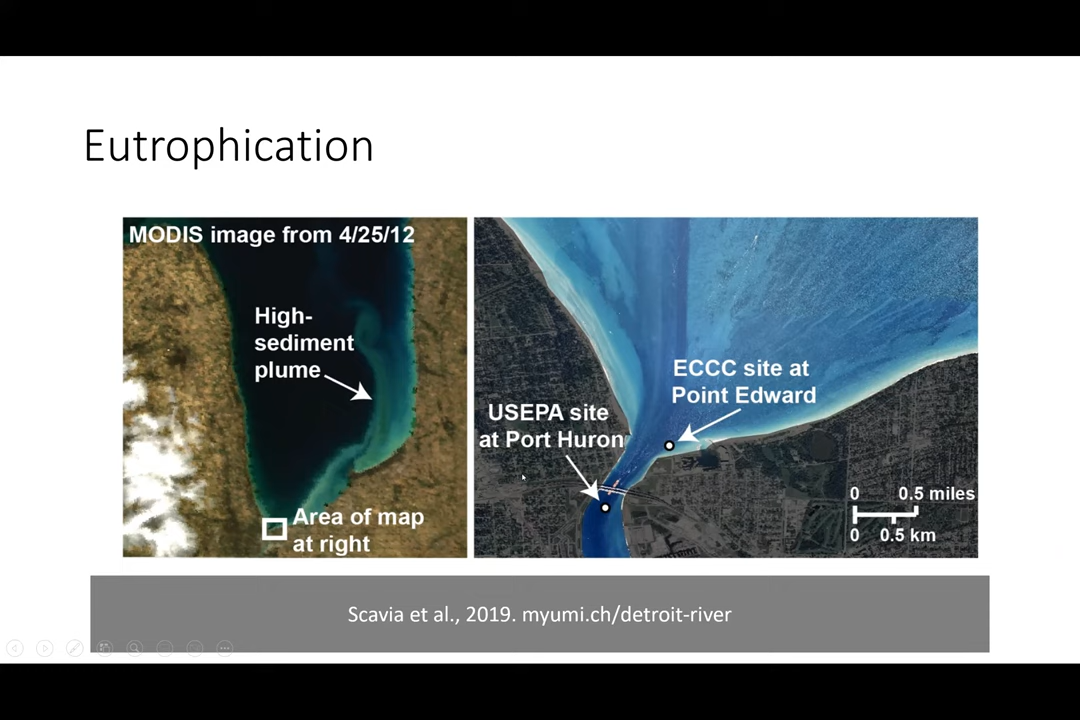 Eutrophication
MODIS image from 4/25/12
High-
sediment
plume
Area of map
at right
ECCC site at
Point Edward
USEPA site
at Port Huron
0 0.5 miles
0 0.5 km
Scavia et al., 2019. myumi.ch/detroit-river